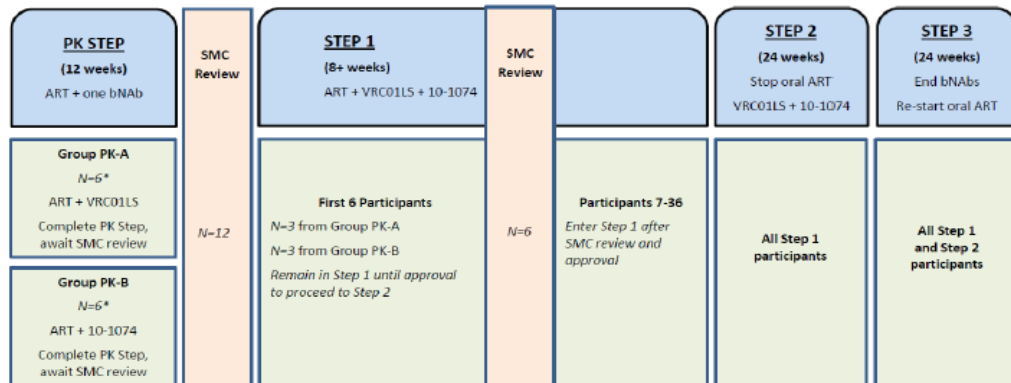 PK STEP
(12 weeks)
ART + one bNAb
SMC
Review
STEP 1
(8+ weeks)
ART + VRC01LS + 10-1074
SMC
Review
STEP 2
(24 weeks)
Stop oral ART
VRC01LS + 10-1074
STEP 3
(24 weeks)
End bNAbs
Re-start oral ART
Group PK-A
N=6*
ART + VRC01LS
Complete PK Step,
await SMC review
Group PK-B
N=6*
ART + 10-1074
Complete PK Step,
await SMC review
N=12
First 6 Participants
N=3 from Group PK-A
N=3 from Group PK-B
Remain in Step 1 until approval
to proceed to Step 2
N=6
Participants 7-36
Enter Step 1 after
SMC review and
approval
All Step 1
participants
All Step 1
and Step 2
participants